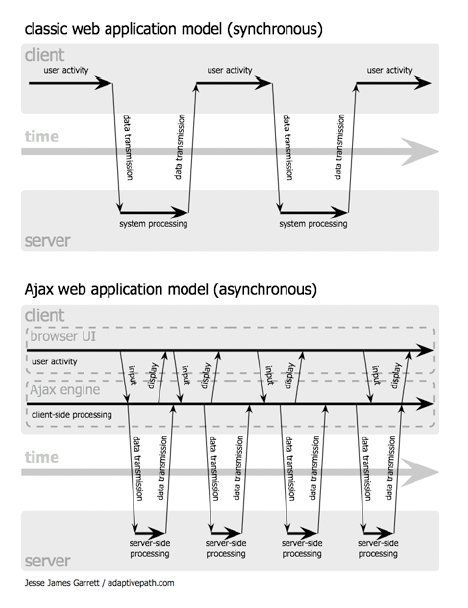 classic web application model (synchronous)
client
user activity
user activity
user activity
data transmission
data transmission
data transmission
data transmission
time
system processing
system processing
server
Ajax web application model (asynchronous)
client
browser UI
user activity
input
display
input
display
input
display
input
display
Ajax engine
client-side processing
data transmission
data transmission
data transmission
data transmission
data transmission
data transmission
data transmission
data transmission
time
server-side
processing
server-side
processing
server-side
processing
server-side
processing
server
Jesse James Garrett / adaptivepath.com